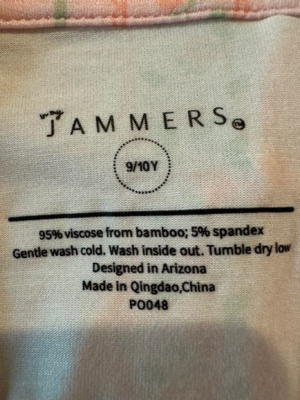 JAMMERS
9/10Y
95% viscose from bamboo; 5% spandex
Gentle wash cold. Wash inside out. Tumble dry low
Designed in Arizona
Made in Qingdao,China
PO048